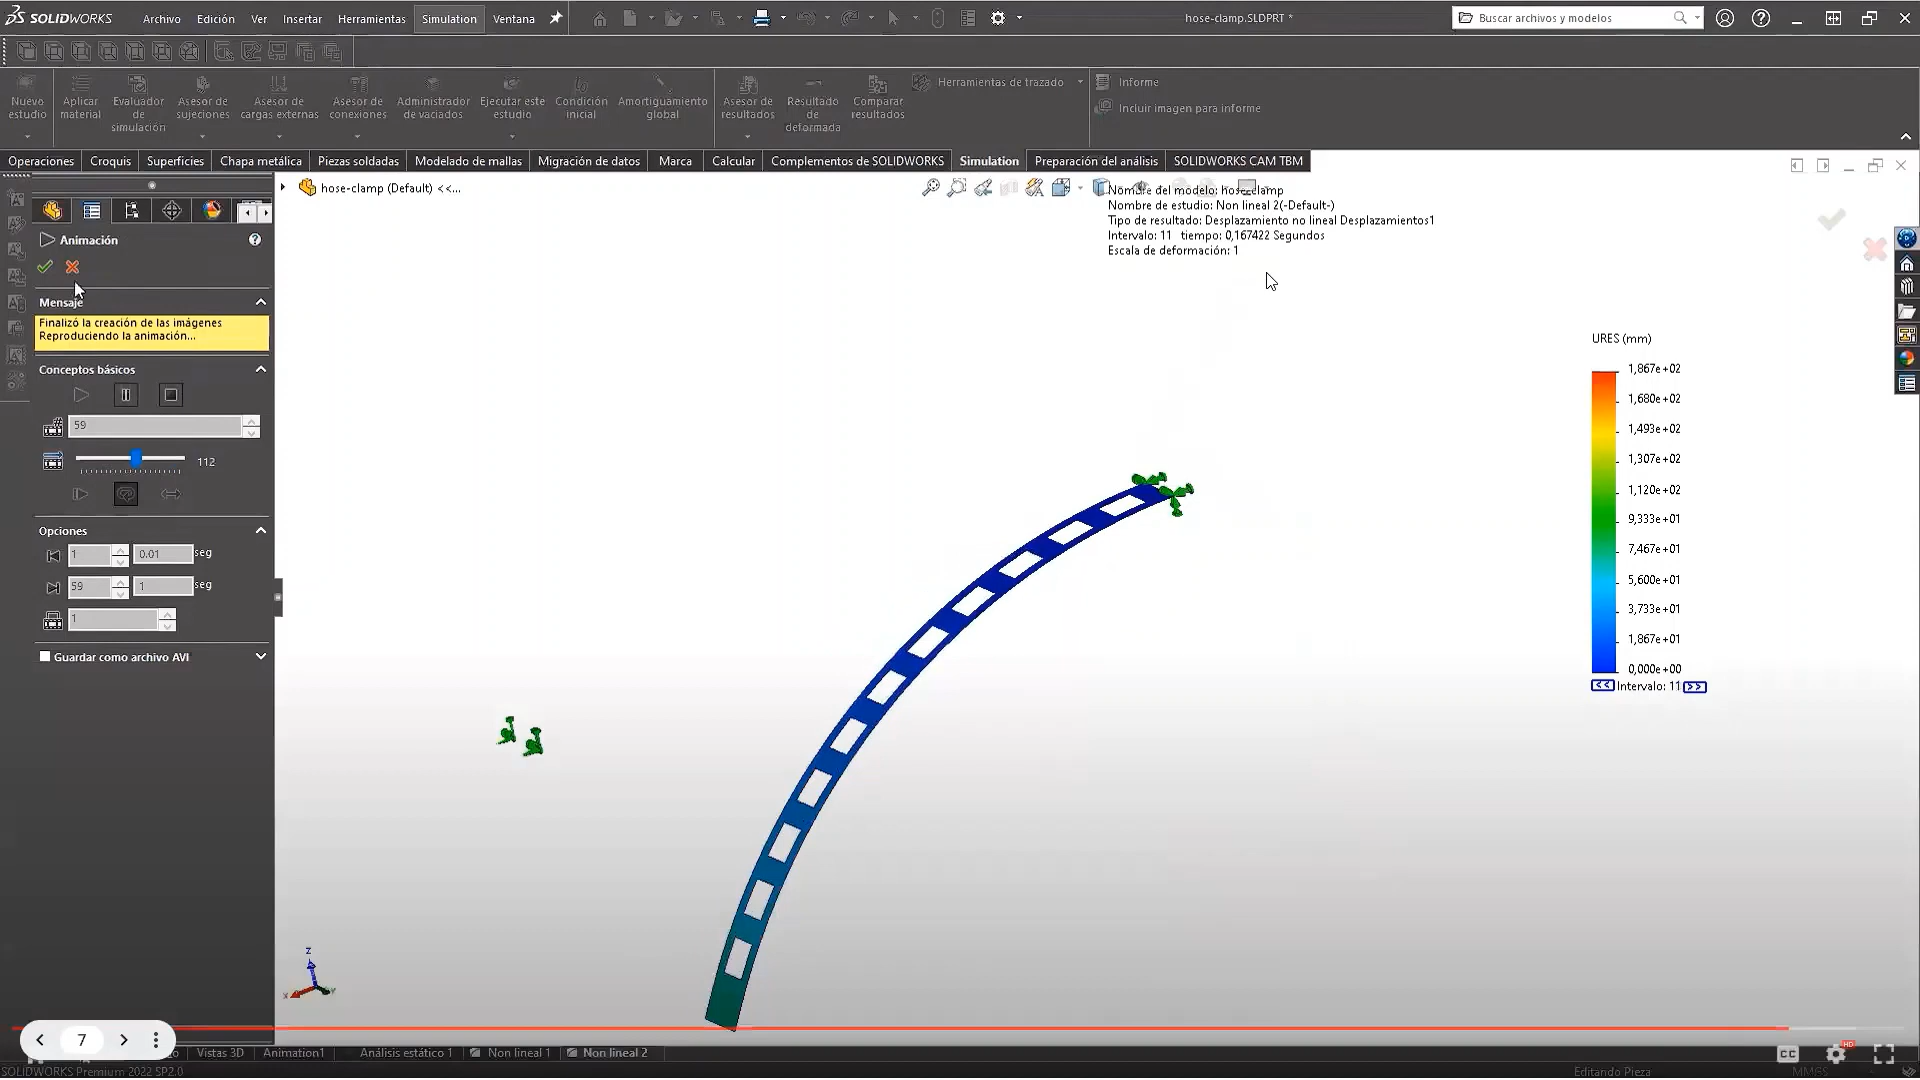 SOLIDWORKS
Archivo
Edición
Ver
Insertar
Herramientas
Simulation
Ventana
hose-clamp.SLDPRT *
Buscar archivos y modelos
Nuevo estudio
Aplicar material
Evaluador de simulación
Asesor de sujeciones
Asesor de cargas externas
Asesor de conexiones
Administrador de vaciados
Ejecutar este estudio
Condición inicial
Amortiguamiento global
Asesor de resultados
Resultado de deformada
Comparar resultados
Herramientas de trazado
Informe
Incluir imagen para informe
Operaciones
Croquis
Superficies
Chapa metálica
Piezas soldadas
Modelado de mallas
Migración de datos
Marca
Calcular
Complementos de SOLIDWORKS
Simulation
Preparación del análisis
SOLIDWORKS CAM TBM
hose-clamp (Default) <<...
Nombre del modelo: hose-clamp
Nombre de estudio: Non lineal 2(-Default-)
Tipo de resultado: Desplazamiento no lineal Desplazamientos1
Intervalo: 11 tiempo: 0,167422 Segundos
Escala de deformación: 1
Animación
Mensaje
Finalizó la creación de las imágenes
Reproduciendo la animación...
Conceptos básicos
59
112
Opciones
1
0.01
seg
59
1
seg
1
Guardar como archivo AVI
URES (mm)
1,867e+02
1,680e+02
1,493e+02
1,307e+02
1,120e+02
9,333e+01
7,467e+01
5,600e+01
3,733e+01
1,867e+01
0,000e+00
<< Intervalo: 11 >>
Z
X
Y
7
Vistas 3D
Animation1
Análisis estático 1
Non lineal 1
Non lineal 2
CC
HD
SOLIDWORKS Premium 2022 SP2.0
Editando Pieza
MMGS